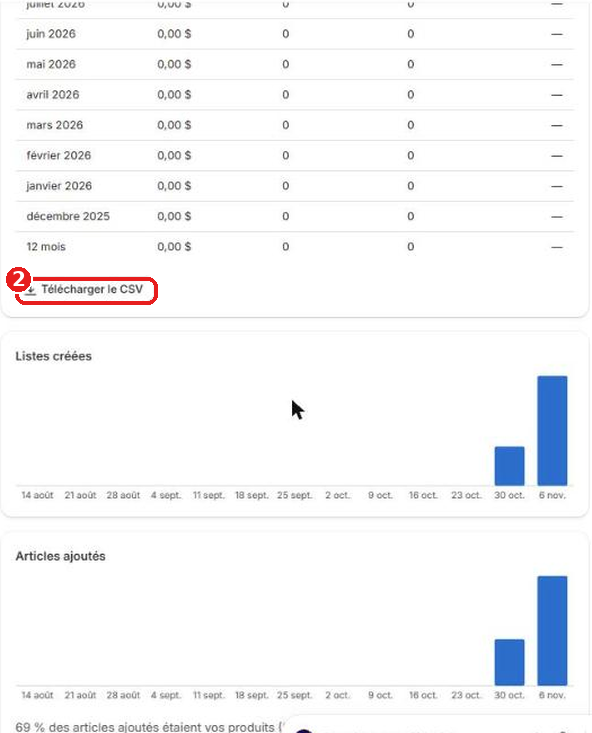 juillet 2026 0,00 $ 0 0 —
juin 2026 0,00 $ 0 0 —
mai 2026 0,00 $ 0 0 —
avril 2026 0,00 $ 0 0 —
mars 2026 0,00 $ 0 0 —
février 2026 0,00 $ 0 0 —
janvier 2026 0,00 $ 0 0 —
décembre 2025 0,00 $ 0 0 —
12 mois 0,00 $ 0 0 —
2 Télécharger le CSV
Listes créées
14 août 21 août 28 août 4 sept. 11 sept. 18 sept. 25 sept. 2 oct. 9 oct. 16 oct. 23 oct. 30 oct. 6 nov.
Articles ajoutés
14 août 21 août 28 août 4 sept. 11 sept. 18 sept. 25 sept. 2 oct. 9 oct. 16 oct. 23 oct. 30 oct. 6 nov.
69 % des articles ajoutés étaient vos produits (